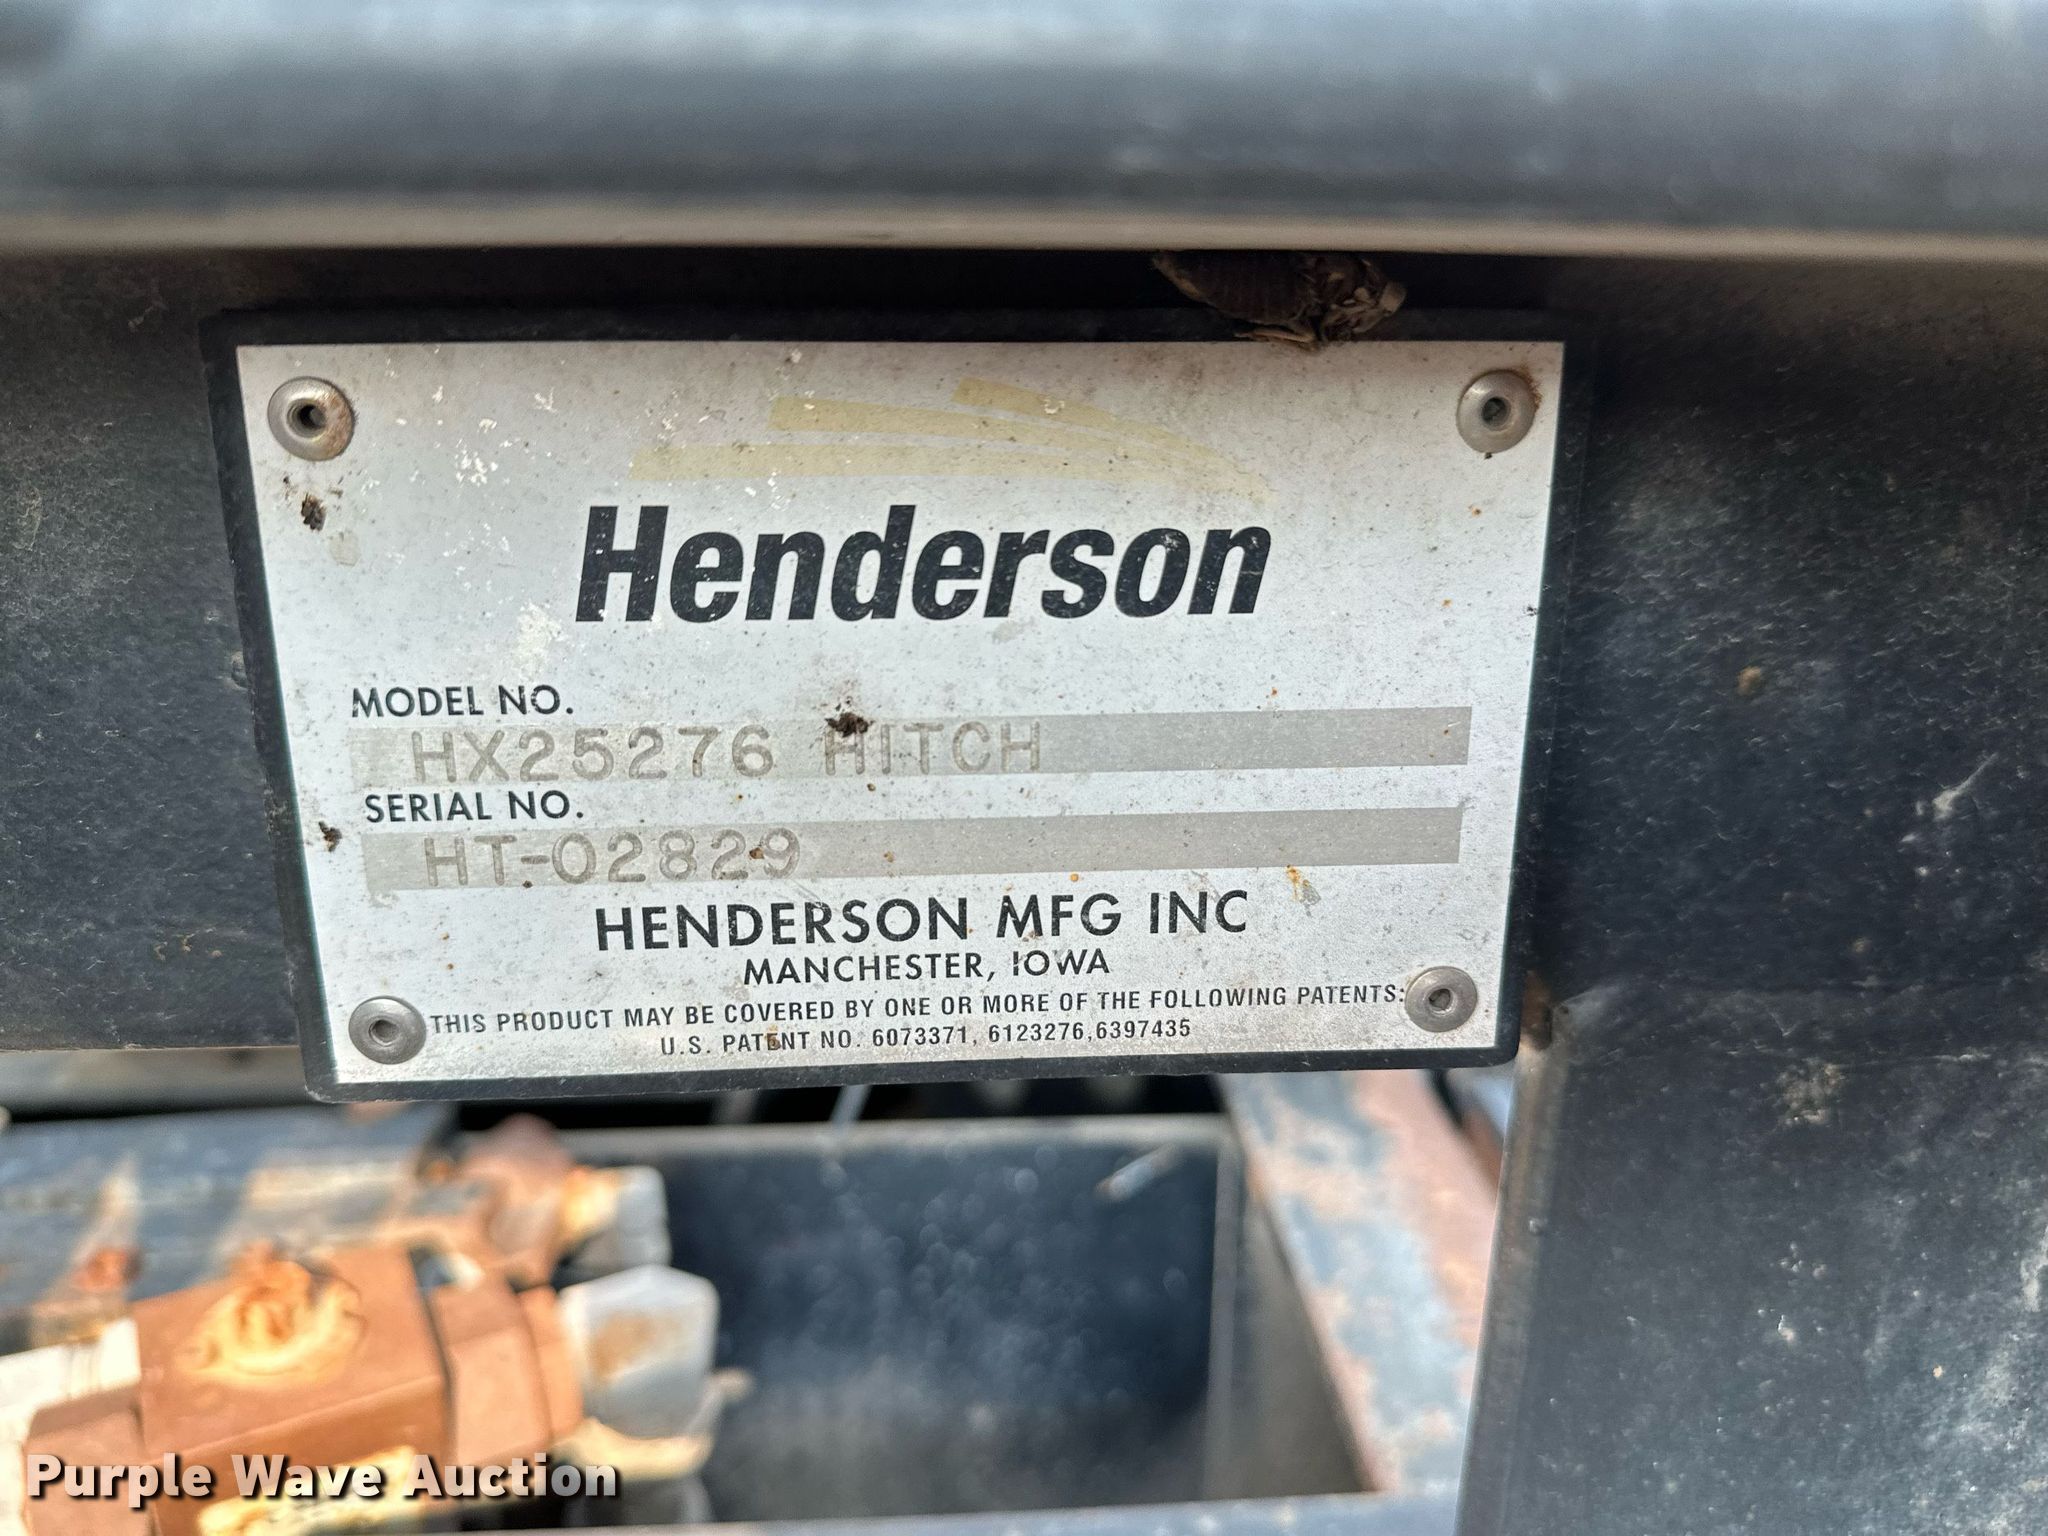 Henderson
MODEL NO.
HX25276 HITCH
SERIAL NO.
HT-02829
HENDERSON MFG INC
MANCHESTER, IOWA
THIS PRODUCT MAY BE COVERED BY ONE OR MORE OF THE FOLLOWING PATENTS:
U.S. PATENT NO. 6073371, 6123276,6397435
Purple Wave Auction